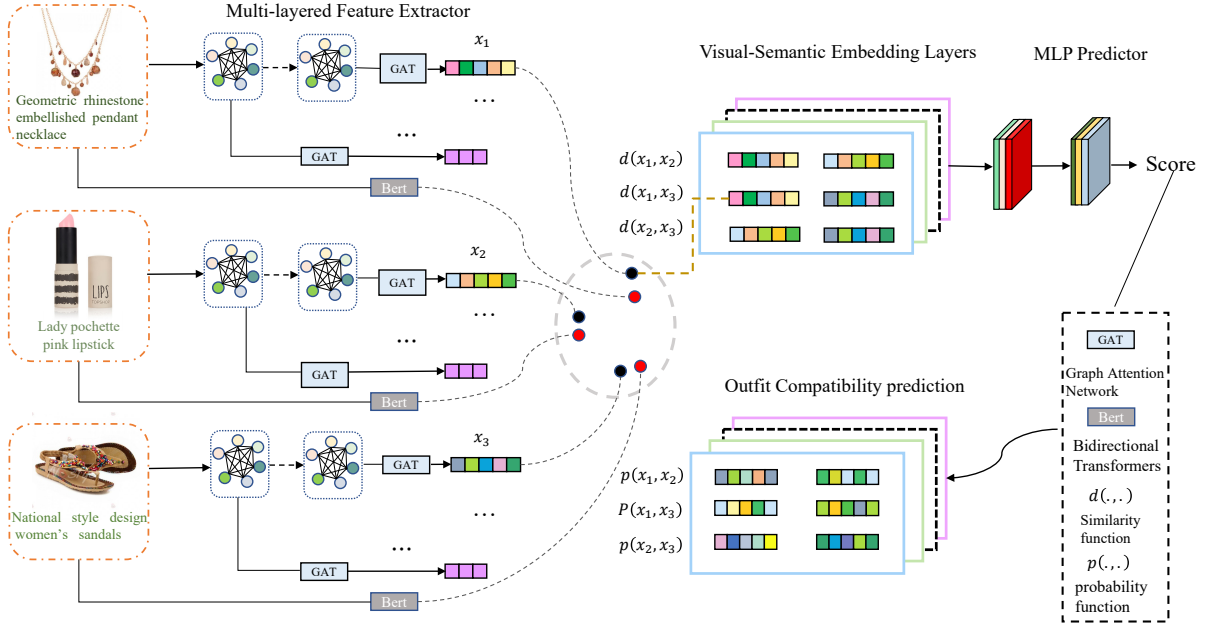 Multi-layered Feature Extractor
Geometric rhinestone
embellished pendant
necklace
GAT
x₁
...
...
GAT
Bert
LIPS
TOPSHOP
Lady pochette
pink lipstick
GAT
x₂
...
...
GAT
Bert
National style design
women's sandals
GAT
x₃
...
...
GAT
Bert
Visual-Semantic Embedding Layers
d(x₁,x₂)
d(x₁,x₃)
d(x₂,x₃)
MLP Predictor
Score
Outfit Compatibility prediction
p(x₁,x₂)
P(x₁,x₃)
p(x₂,x₃)
GAT
Graph Attention
Network
Bert
Bidirectional
Transformers
d(.,.)
Similarity
function
p(.,.)
probability
function